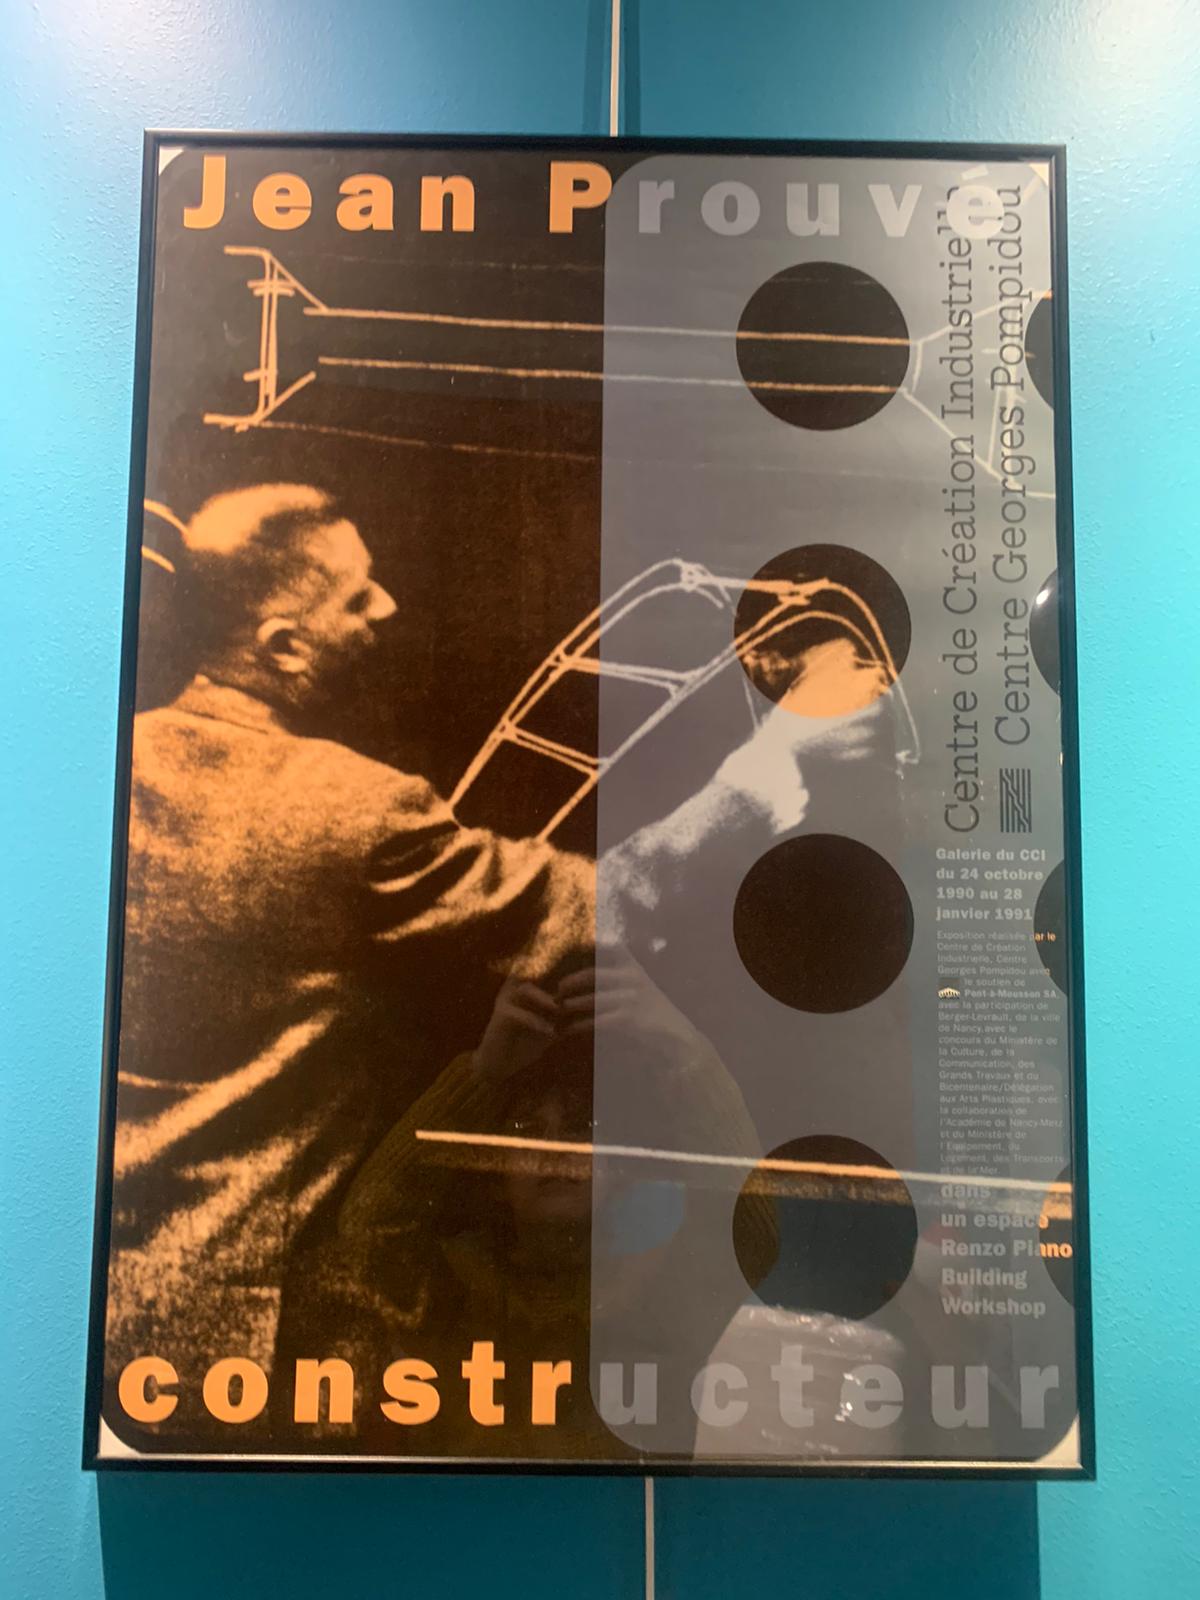 Jean Prouvé
Centre de Création Industrielle
Centre Georges Pompidou
Galerie du CCI
du 24 octobre
1990 au 28
janvier 1991
Exposition réalisée par le
Centre de Création
Industrielle, Centre
Georges Pompidou avec
le soutien de
Pont-à-Mousson SA,
avec la participation de
Berger-Levrault, de la ville
de Nancy, avec le
concours du Ministère de
la Culture, de la
Communication, des
Grands Travaux et du
Bicentenaire/Délégation
aux Arts Plastiques, avec
la collaboration de
l'Académie de Nancy-Metz
et du Ministère de
l'Equipement, du
Logement, des Transports
et de la Mer.
dans
un espace
Renzo Piano
Building
Workshop
constructeur